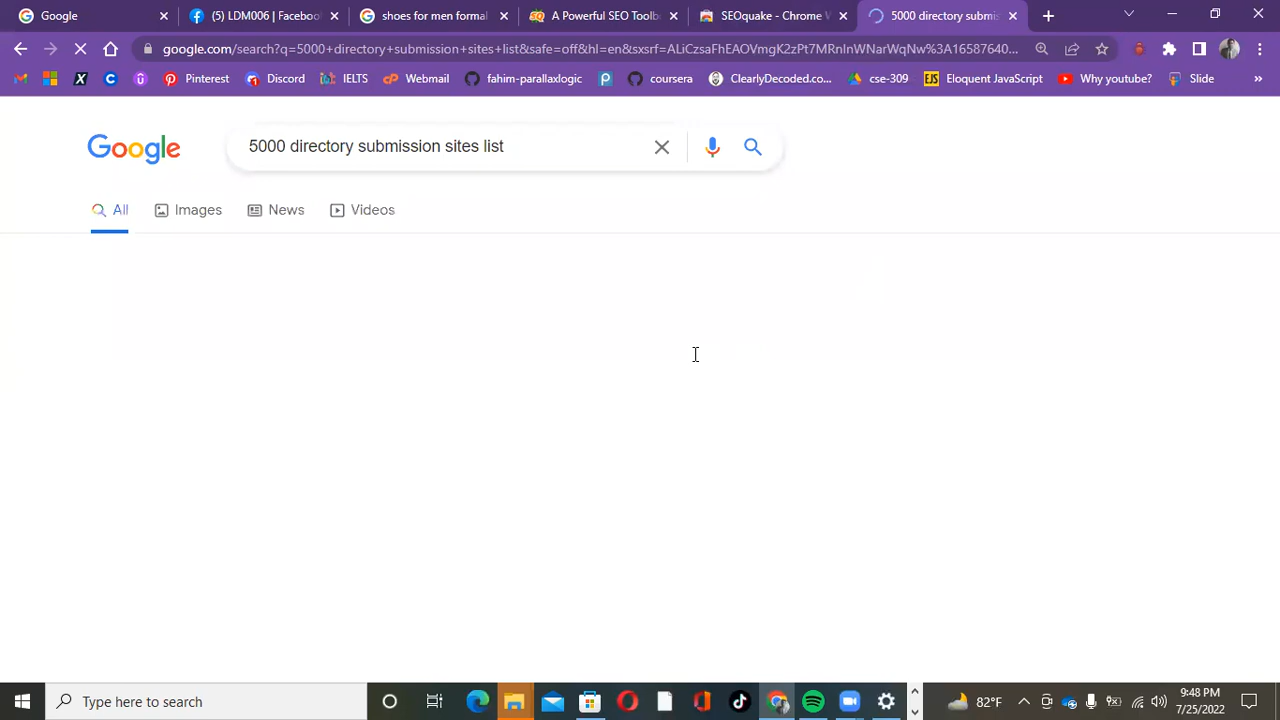 Google
(5) LDM006 | Faceboo
shoes for men formal
A Powerful SEO Toolb
SEOquake - Chrome W
5000 directory submis
google.com/search?q=5000+directory+submission+sites+list&safe=off&hl=en&sxsrf=ALiCzsaFhEAOVmgK2zPt7MRnInWNarWqNw%3A16587640...
Pinterest
Discord
IELTS
Webmail
fahim-parallaxlogic
coursera
ClearlyDecoded.co...
cse-309
EJS
Eloquent JavaScript
Why youtube?
Slide
»
Google
5000 directory submission sites list
All
Images
News
Videos
Type here to search
82°F
9:48 PM
7/25/2022